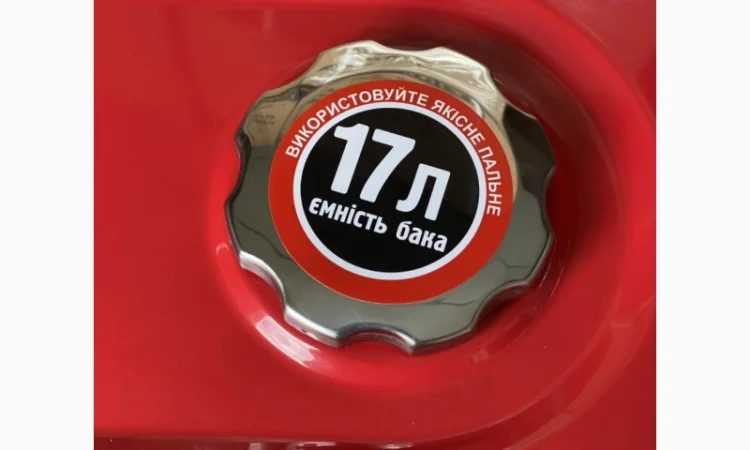 ВИКОРИСТОВУЙТЕ ЯКІСНЕ ПАЛЬНЕ
17Л
ємність бака